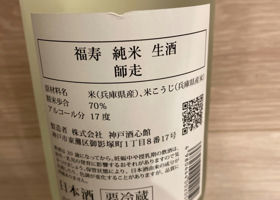 福寿 純米 生酒
師走
原材料名 米(兵庫県産)、米こうじ(兵庫県産米)
精米歩合 70%
アルコール分 17度
製造者 株式会社 神戸酒心館
神戸市東灘区御影塚町1丁目8番17号
日本酒 要冷蔵